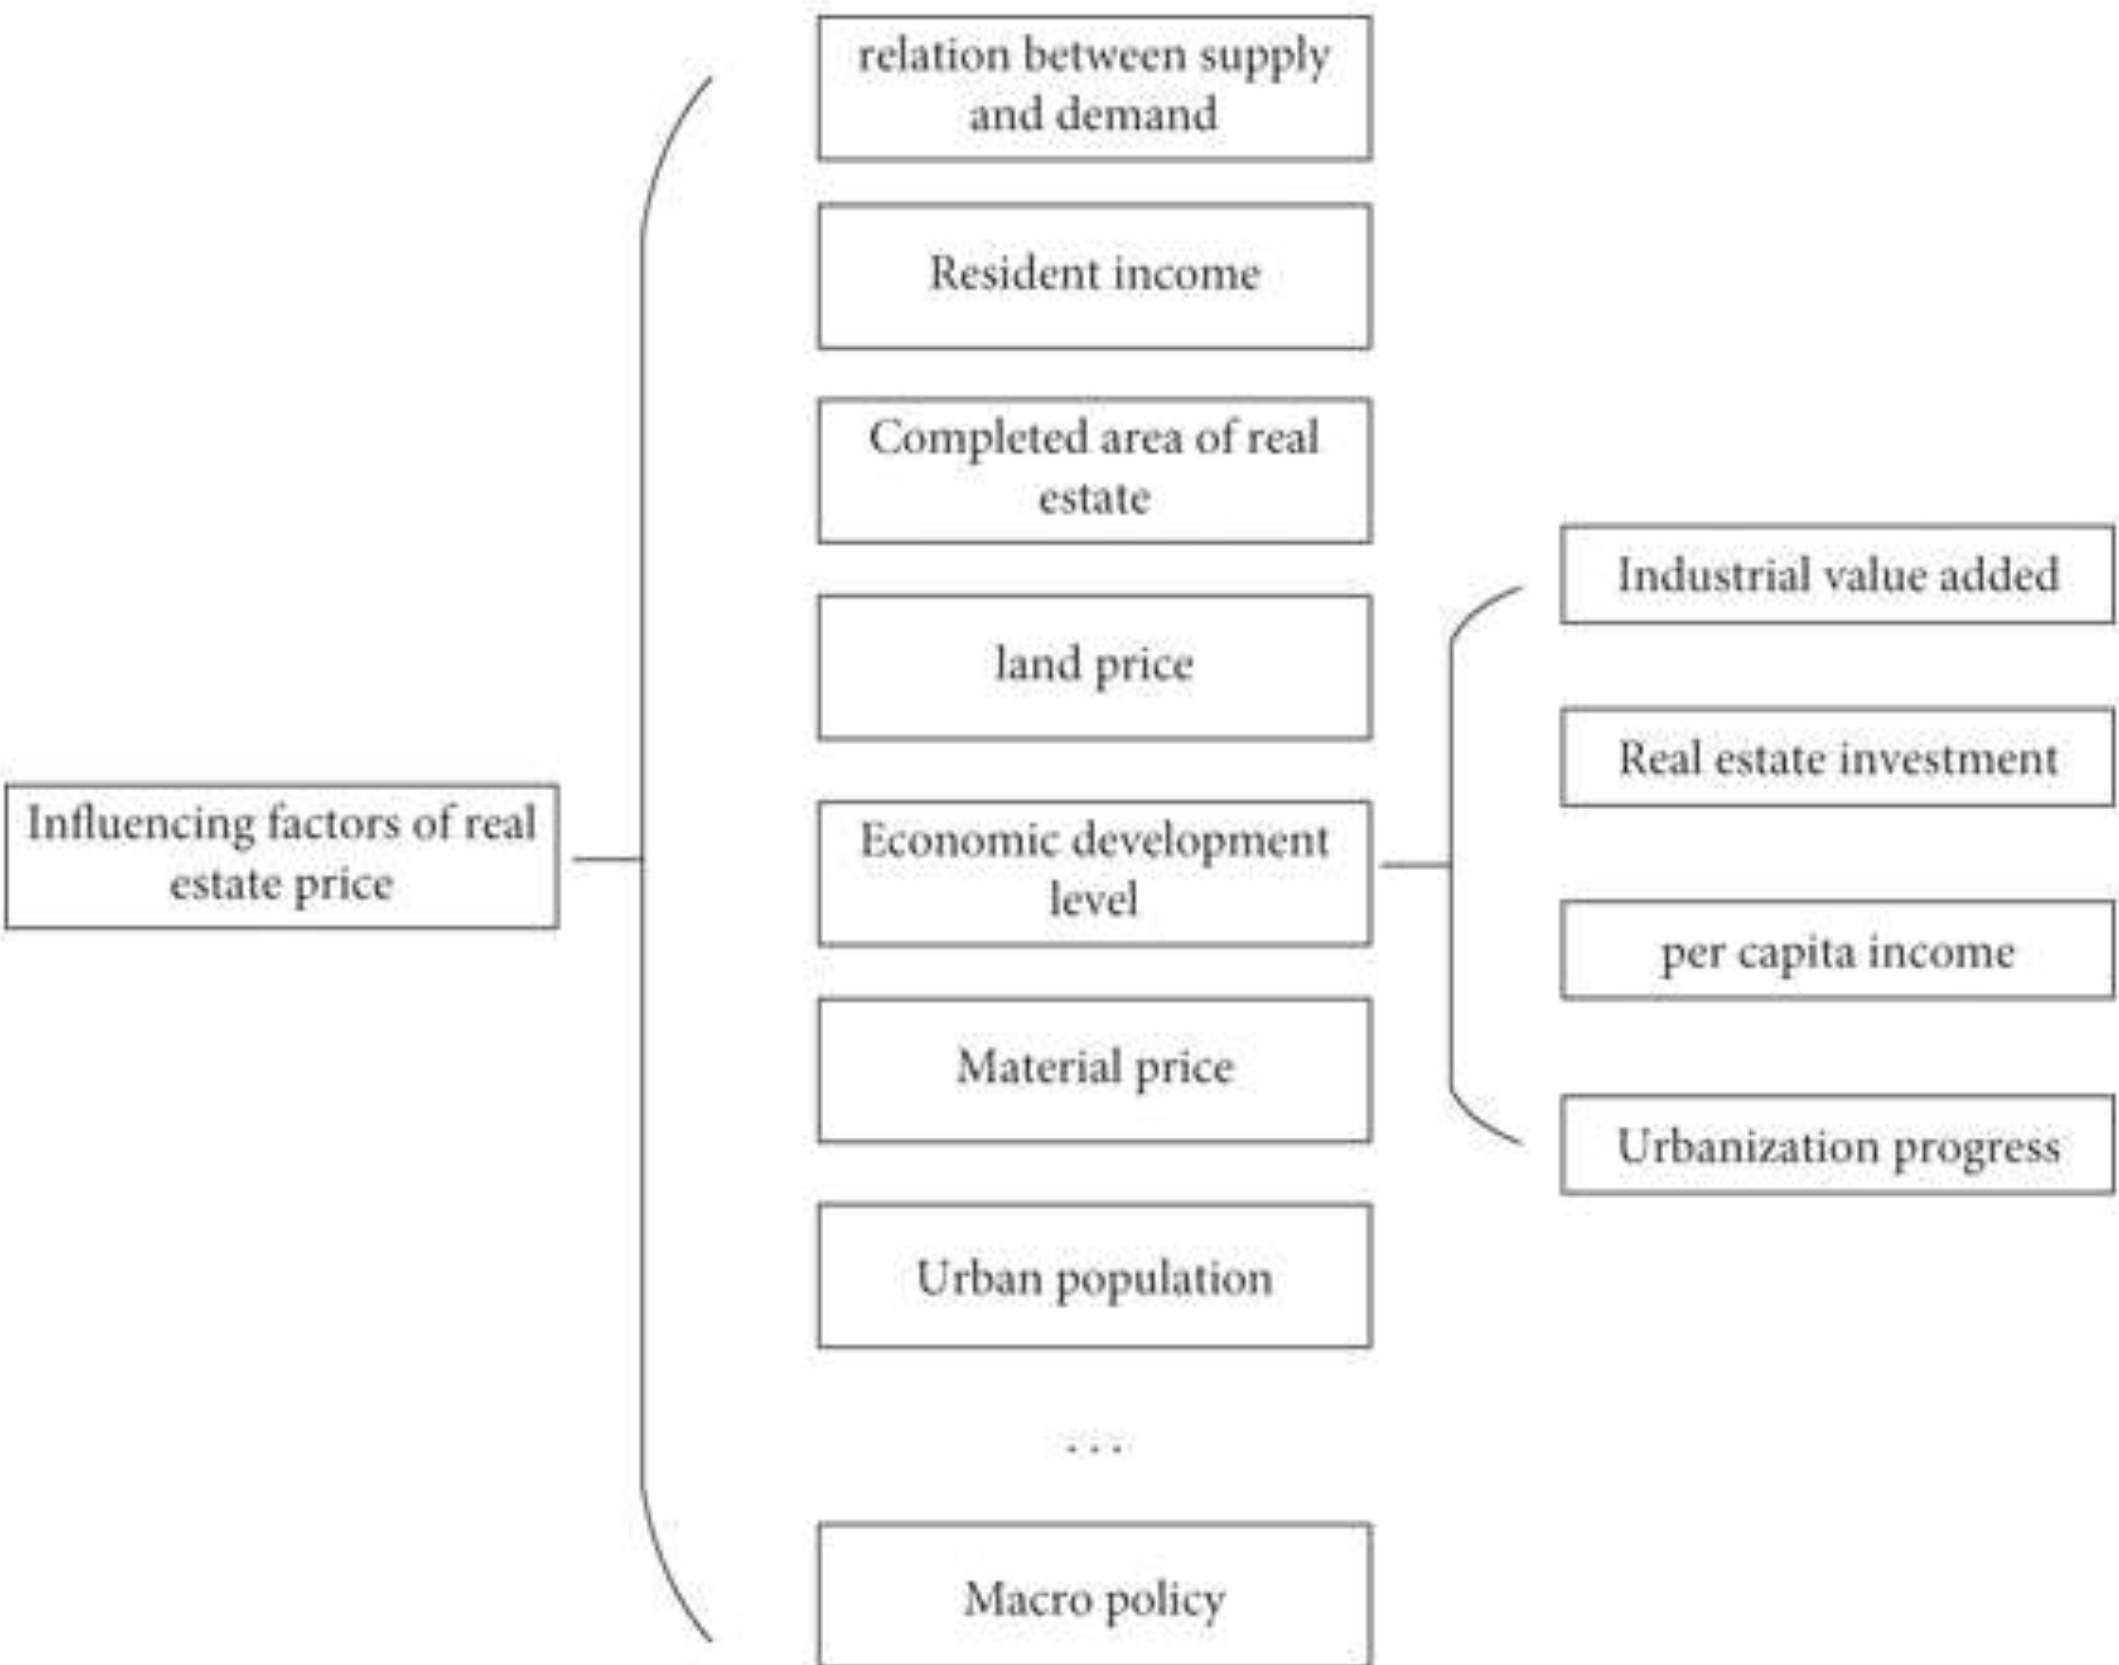 Influencing factors of real
estate price
relation between supply
and demand
Resident income
Completed area of real
estate
land price
Economic development
level
Material price
Urban population
...
Macro policy
Industrial value added
Real estate investment
per capita income
Urbanization progress